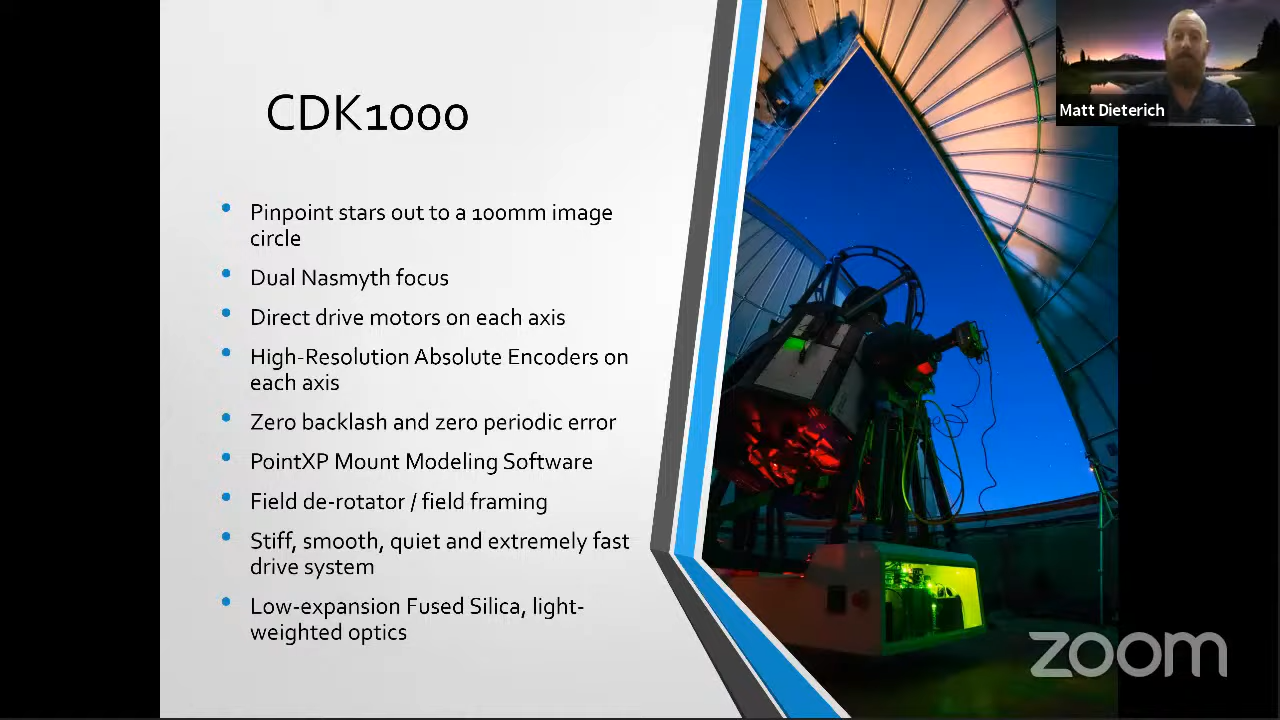 CDK1000
Pinpoint stars out to a 100mm image
circle
Dual Nasmyth focus
Direct drive motors on each axis
High-Resolution Absolute Encoders on
each axis
Zero backlash and zero periodic error
PointXP Mount Modeling Software
Field de-rotator / field framing
Stiff, smooth, quiet and extremely fast
drive system
Low-expansion Fused Silica, light-
weighted optics
Matt Dieterich
zoom